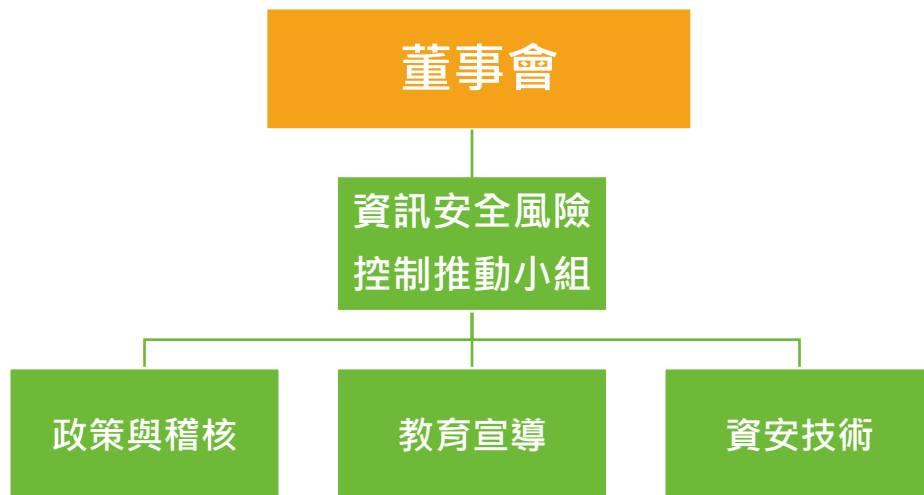 董事會
資訊安全風險
控制推動小組
政策與稽核
教育宣導
資安技術